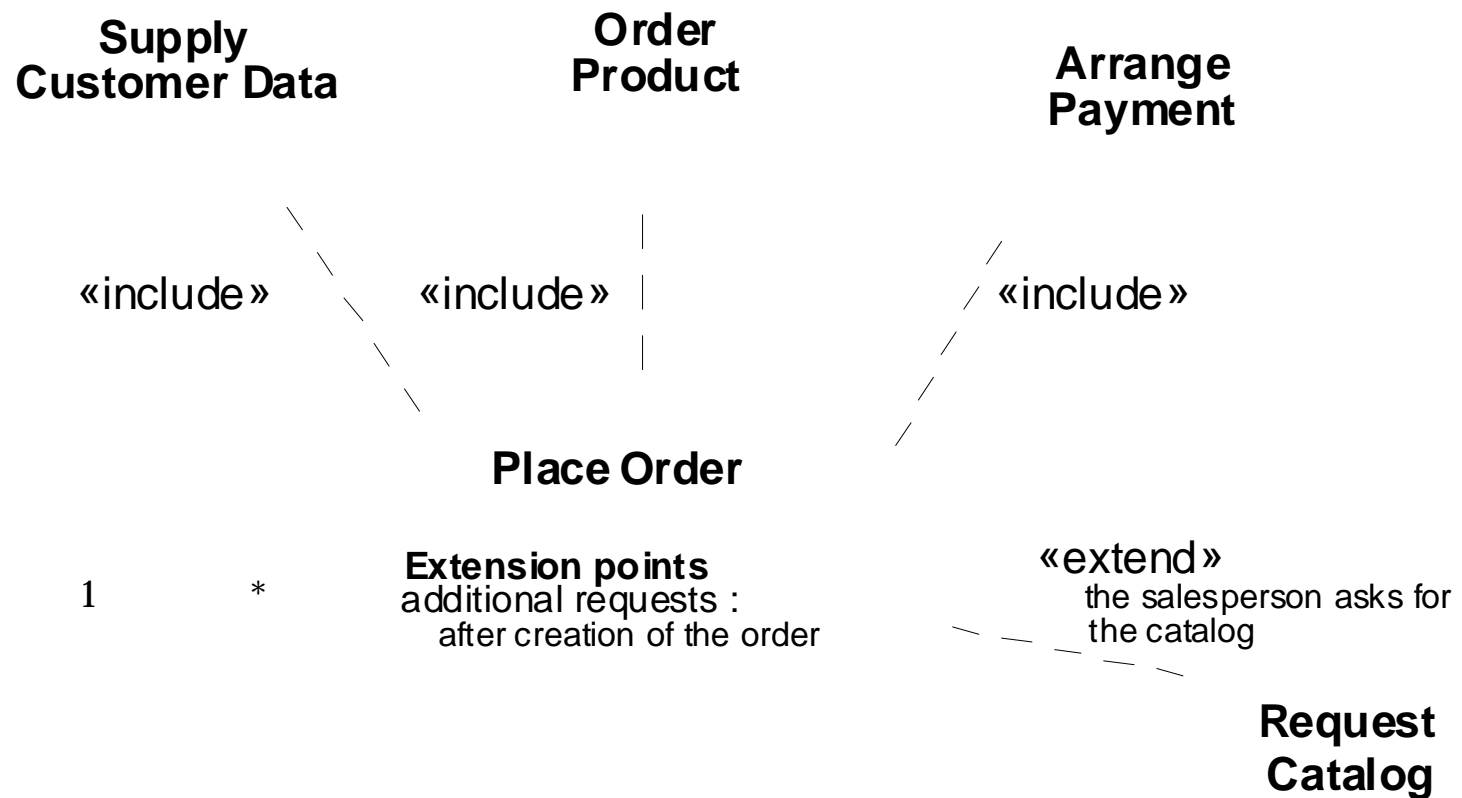 Supply
Customer Data
Order
Product
Arrange
Payment
«include»
«include»
«include»
Place Order
1
*
Extension points
additional requests :
after creation of the order
«extend»
the salesperson asks for
the catalog
Request
Catalog